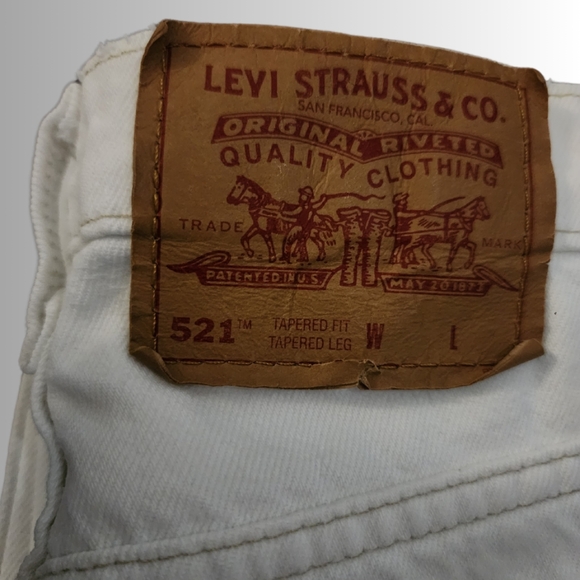 LEVI STRAUSS & CO.
SAN FRANCISCO, CAL.
ORIGINAL RIVETED
QUALITY CLOTHING
TRADE MARK
PATENTED IN U.S. MAY 20 1873
521™ TAPERED FIT W L
TAPERED LEG